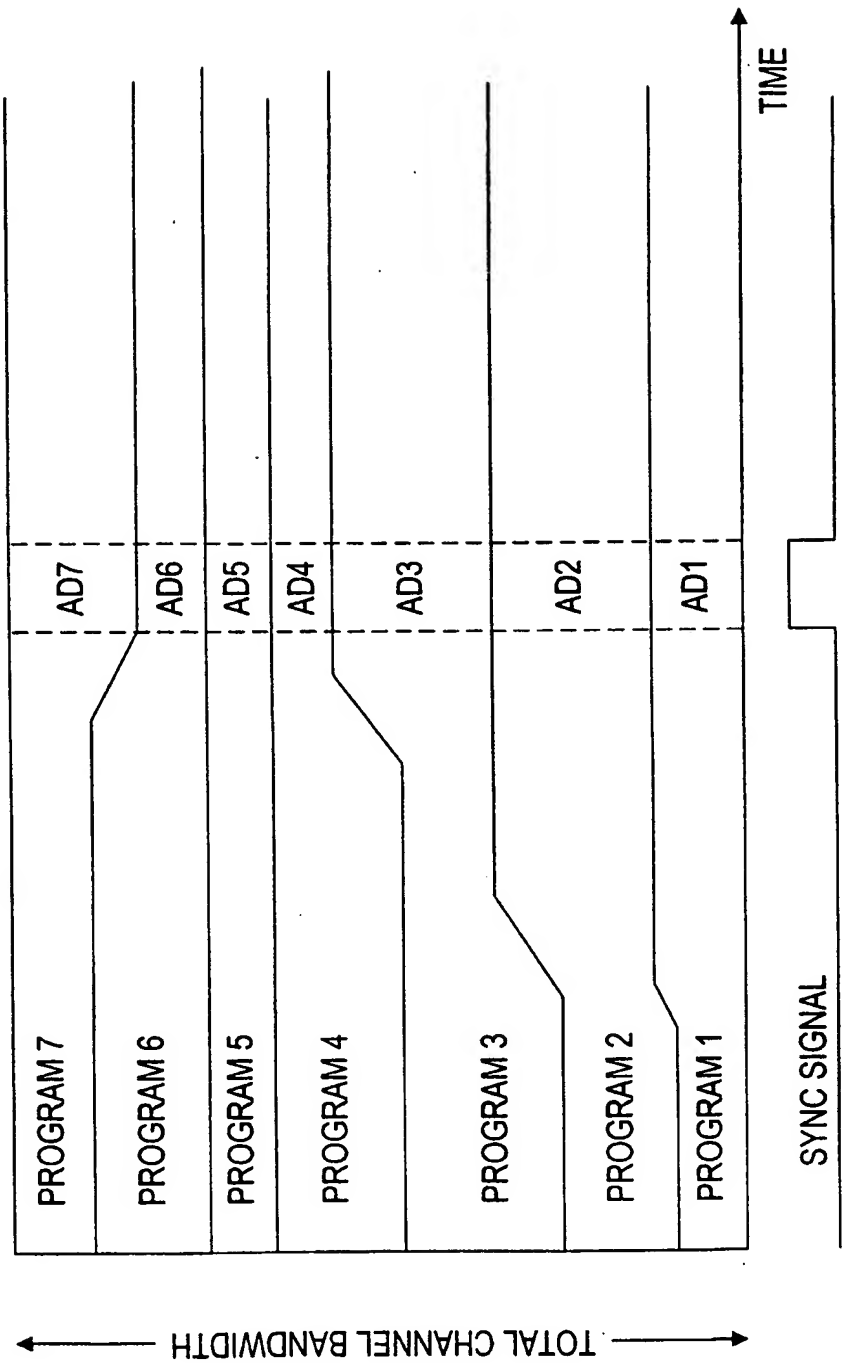 TOTAL CHANNEL BANDWIDTH
PROGRAM 7
AD7
PROGRAM 6
AD6
PROGRAM 5
AD5
PROGRAM 4
AD4
PROGRAM 3
AD3
PROGRAM 2
AD2
PROGRAM 1
AD1
TIME
SYNC SIGNAL